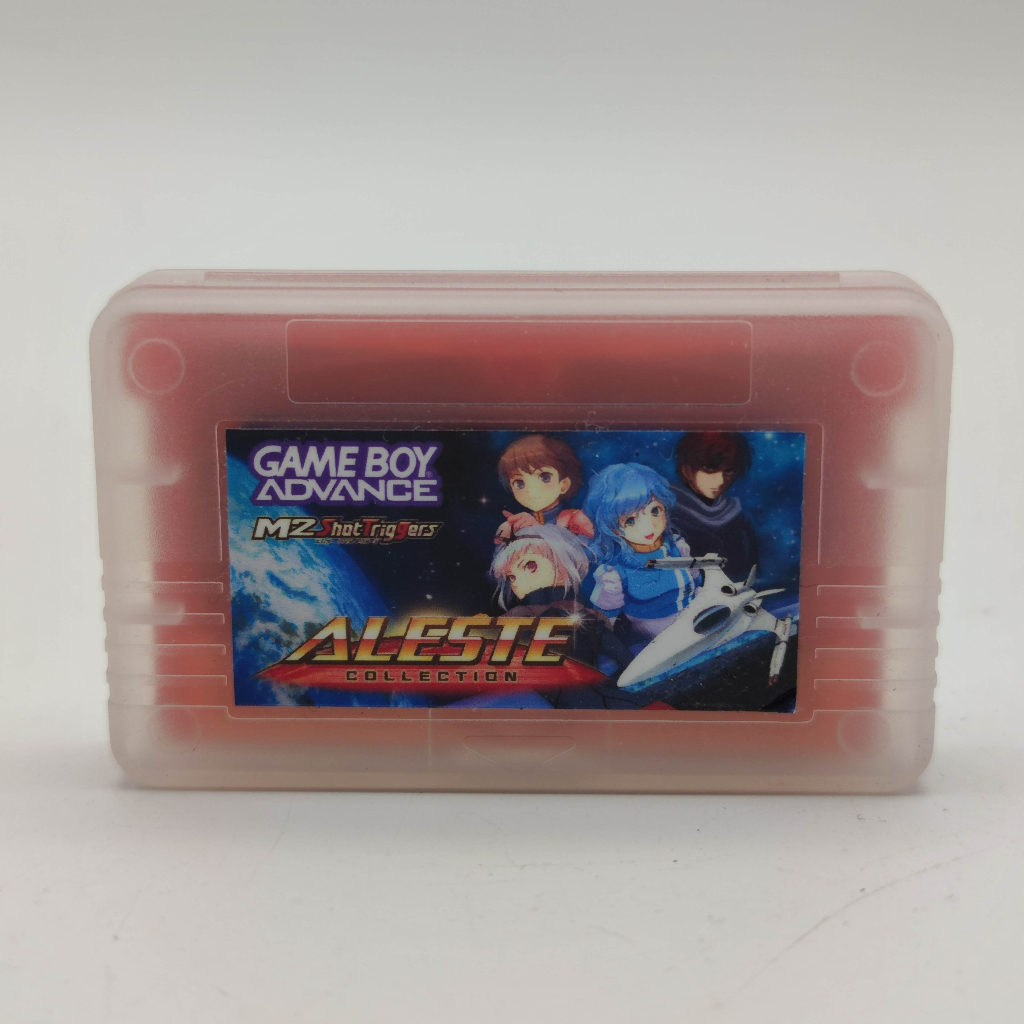 GAME BOY
ADVANCE
M2 ShotTriggers
ALESTE
COLLECTION